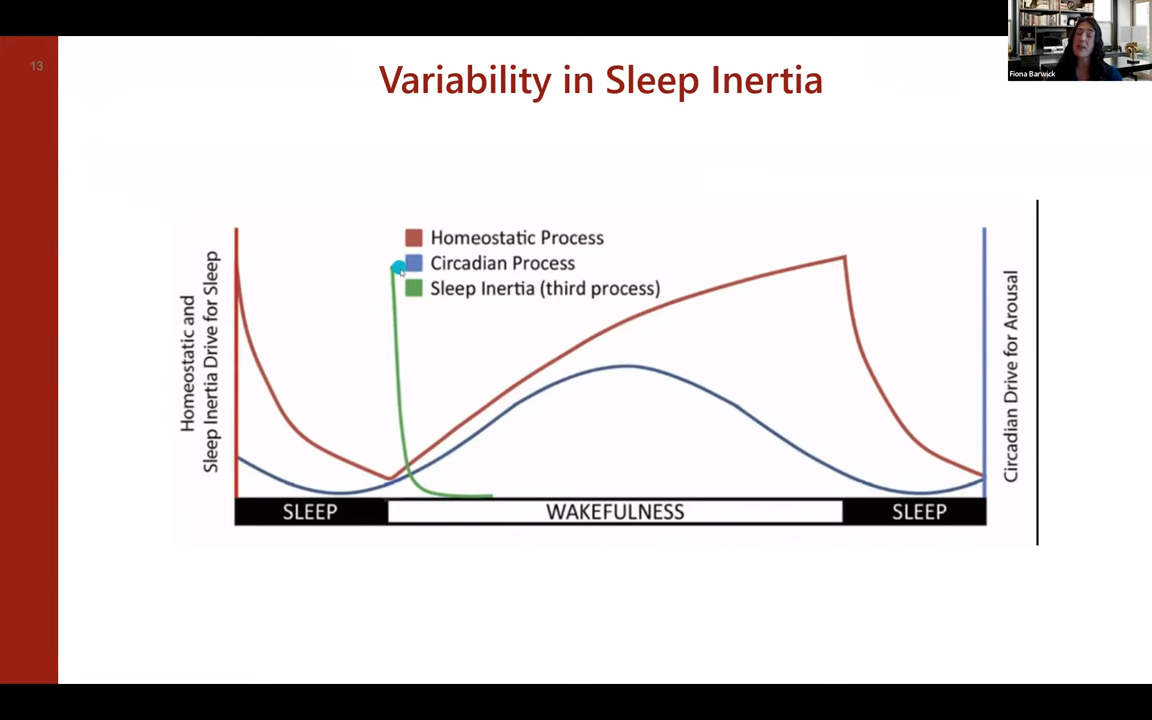 13
Variability in Sleep Inertia
Fiona Barwick
Homeostatic Process
Circadian Process
Sleep Inertia (third process)
Homeostatic and
Sleep Inertia Drive for Sleep
Circadian Drive for Arousal
SLEEP
WAKEFULNESS
SLEEP